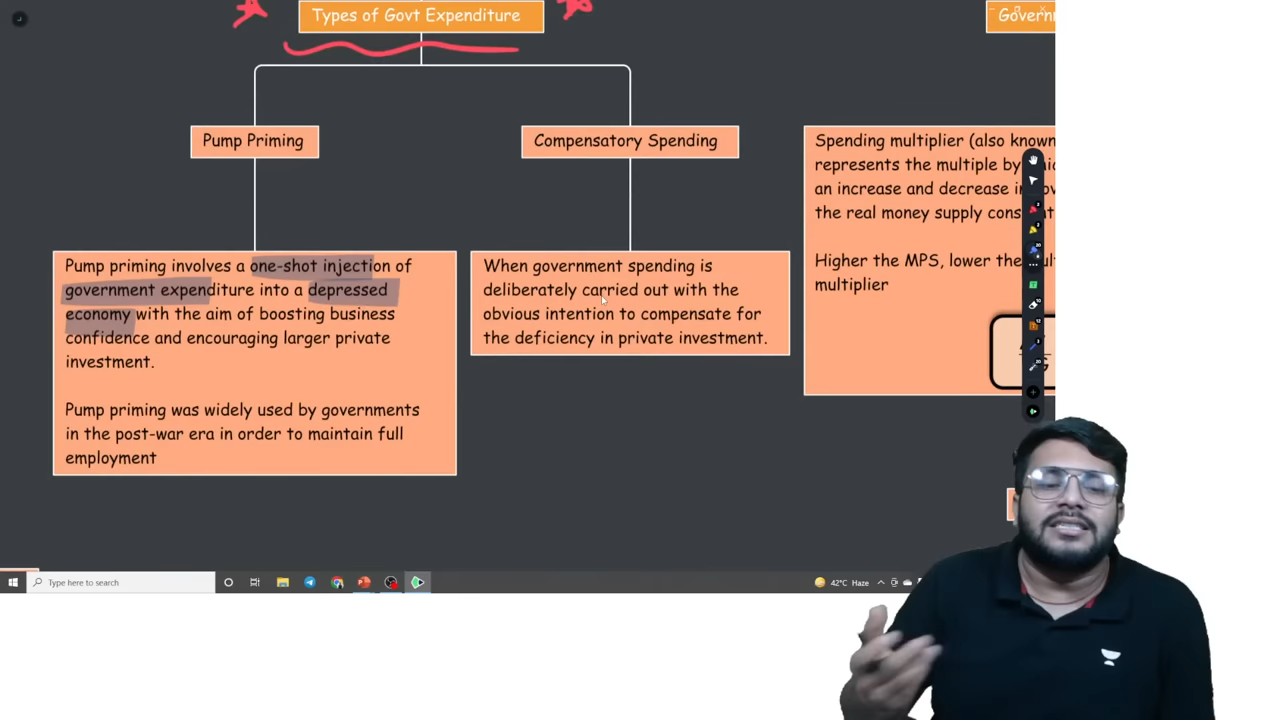 Types of Govt Expenditure
Pump Priming
Compensatory Spending
Pump priming involves a one-shot injection of
government expenditure into a depressed
economy with the aim of boosting business
confidence and encouraging larger private
investment.
Pump priming was widely used by governments
in the post-war era in order to maintain full
employment
When government spending is
deliberately carried out with the
obvious intention to compensate for
the deficiency in private investment.
Spending multiplier (also known
represents the multiple by
an increase and decrease
the real money supply
Higher the MPS, lower the
multiplier
Type here to search
42°C Haze